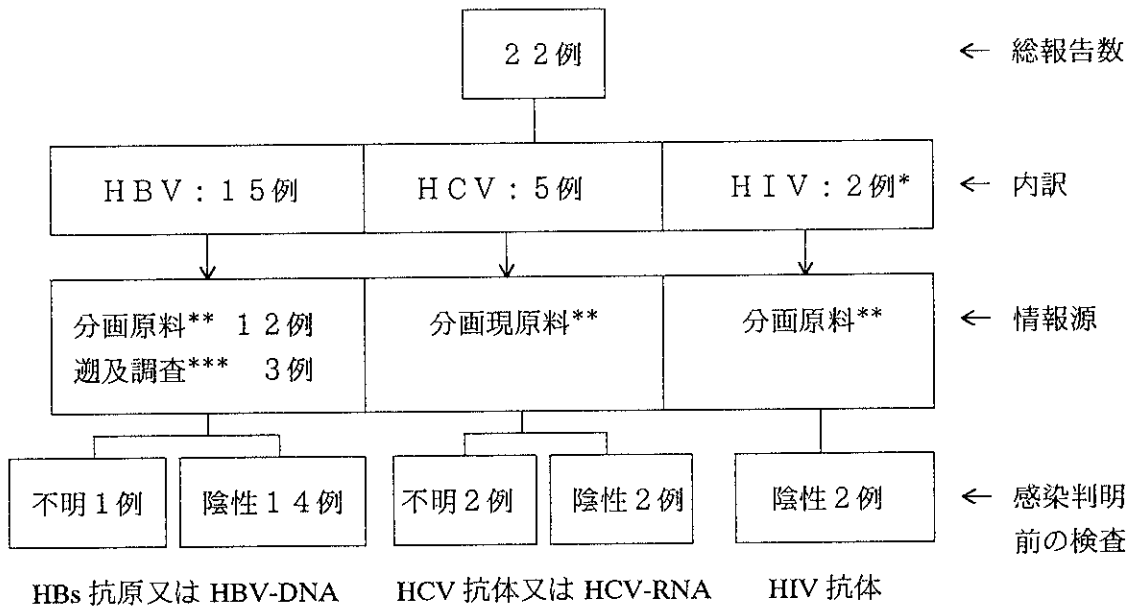 ２２例 ← 総報告数
ＨＢＶ：１５例 ＨＣＶ：５例 ＨＩＶ：２例* ← 内訳
分画原料** １２例 分画現原料** 分画原料** ← 情報源
遡及調査*** ３例
不明１例 陰性１４例 不明２例 陰性２例 陰性２例 ← 感染判明
前の検査
HBs 抗原又は HBV-DNA HCV 抗体又は HCV-RNA HIV 抗体